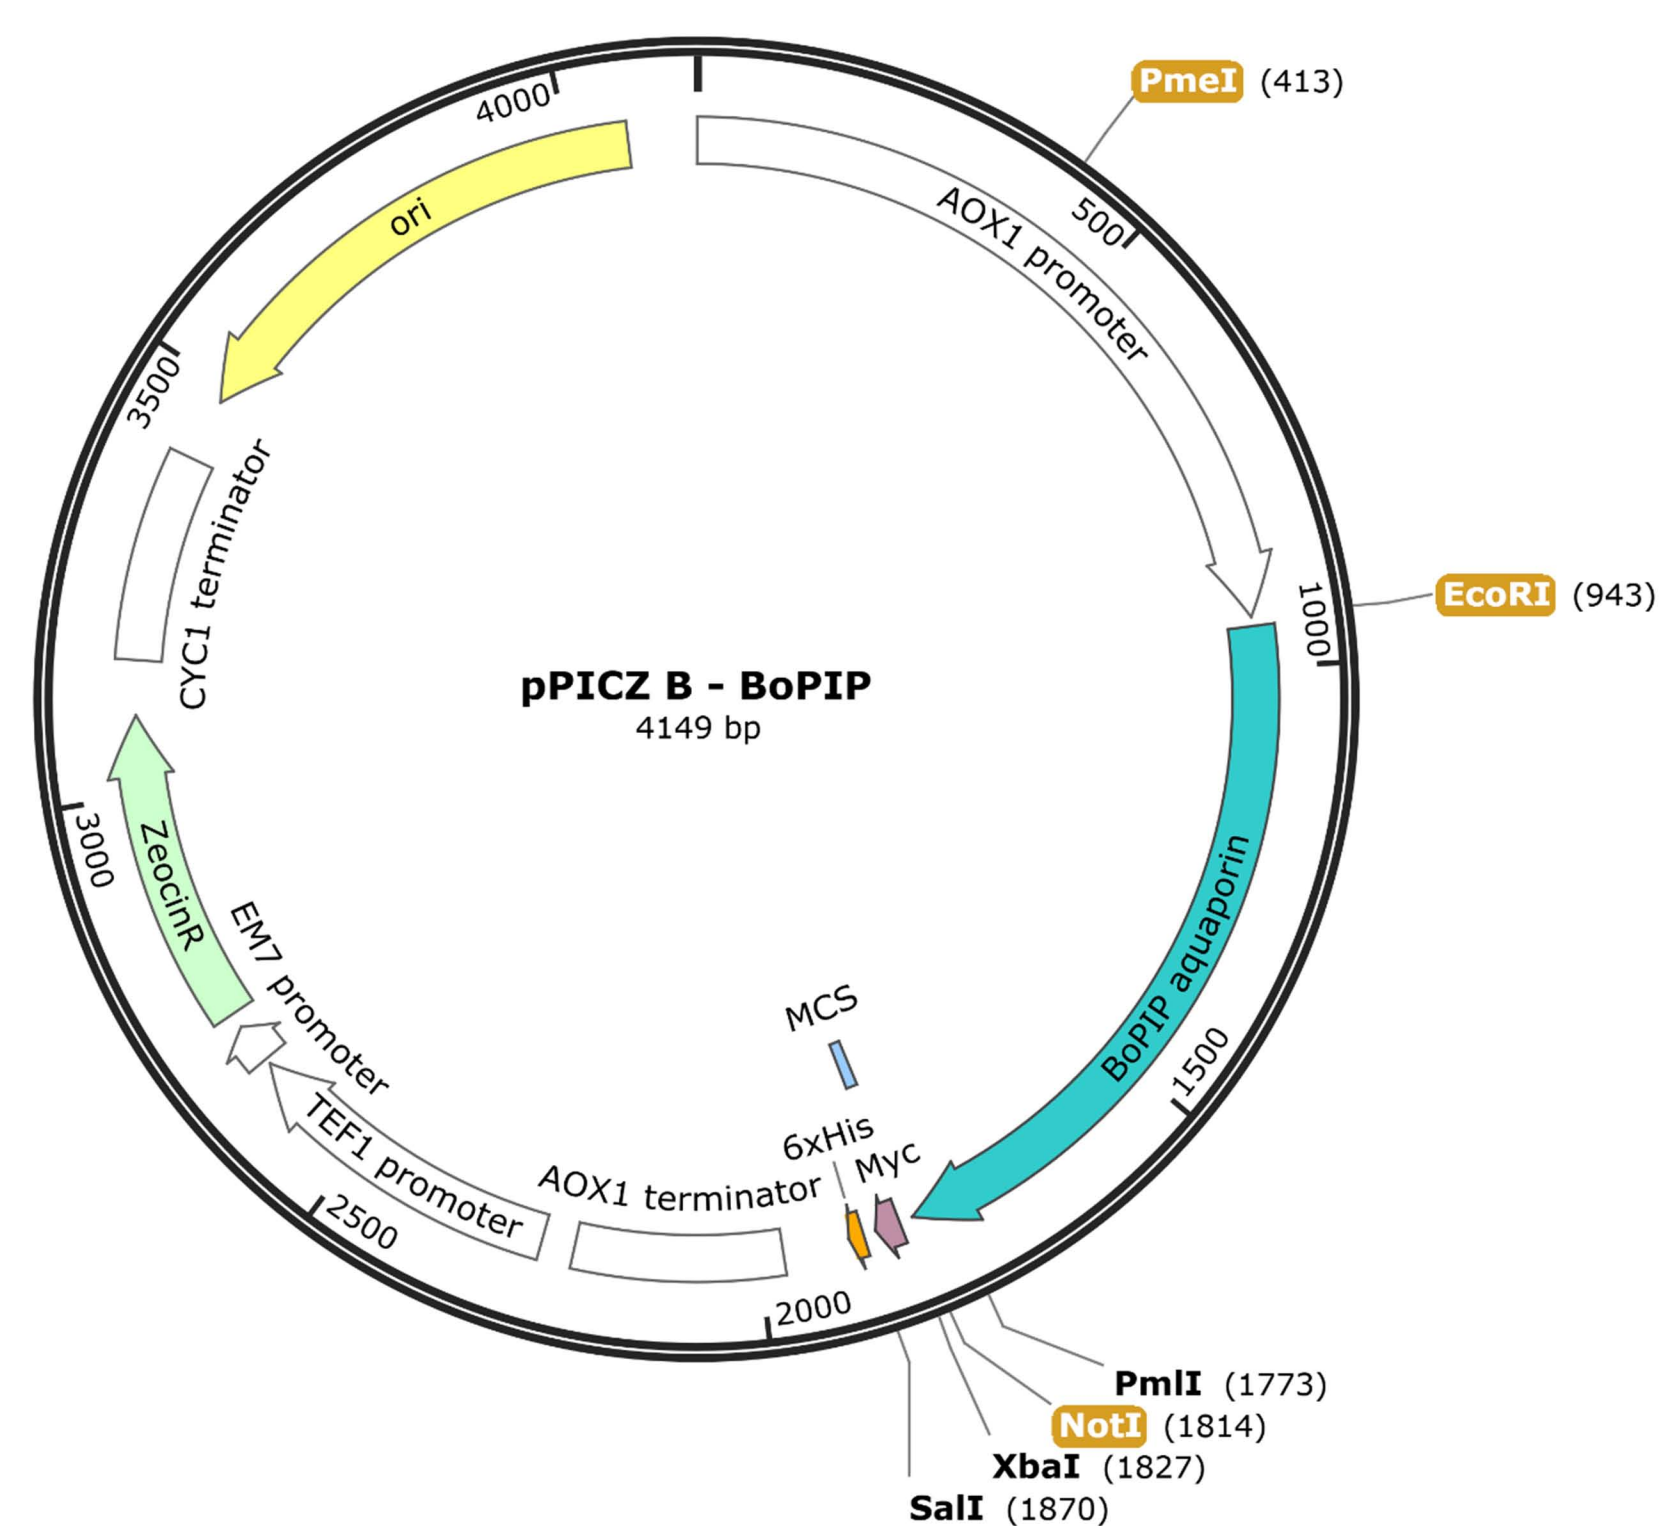 PmeI (413)
4000
ori
AOX1 promoter
500
3500
EcoRI (943)
1000
CYC1 terminator
pPICZ B - BoPIP
4149 bp
3000
ZeocinR
EM7 promoter
BoPIP aquaporin
MCS
1500
6xHis
Myc
TEF1 promoter
AOX1 terminator
2500
2000
PmlI (1773)
NotI (1814)
XbaI (1827)
SalI (1870)